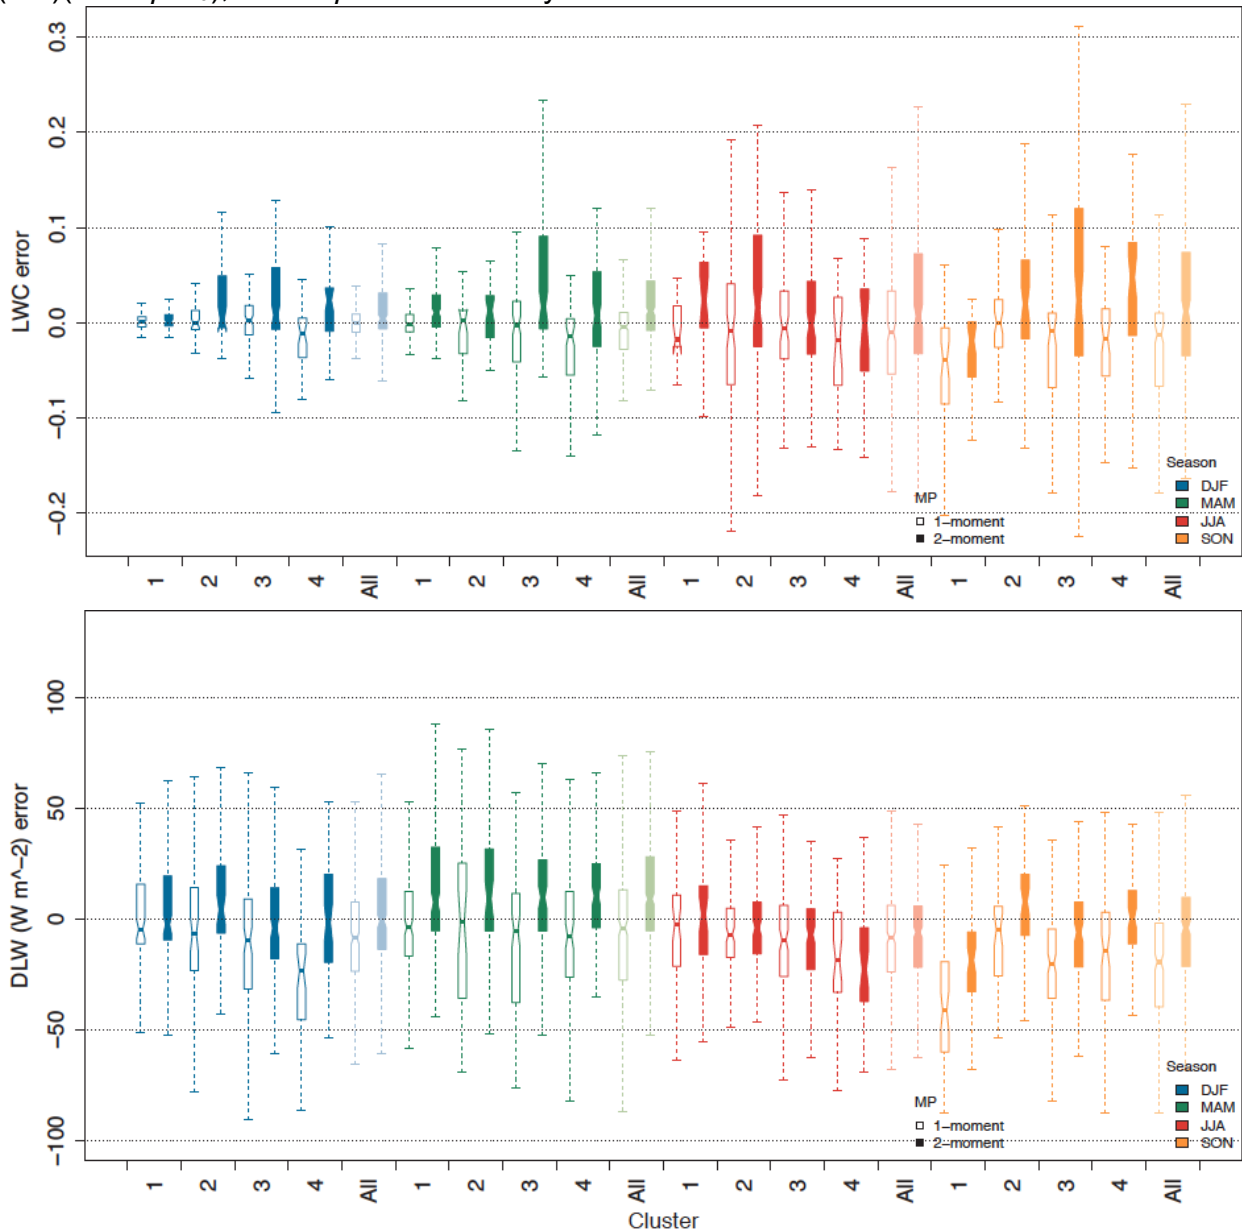 0.3
0.2
0.1
0.0
−0.1
−0.2
LWC error
MP
1−moment
2−moment
Season
DJF
MAM
JJA
SON
1 2 3 4 All 1 2 3 4 All 1 2 3 4 All 1 2 3 4 All
100
50
0
−50
−100
DLW (W m^−2) error
MP
1−moment
2−moment
Season
DJF
MAM
JJA
SON
1 2 3 4 All 1 2 3 4 All 1 2 3 4 All 1 2 3 4 All
Cluster